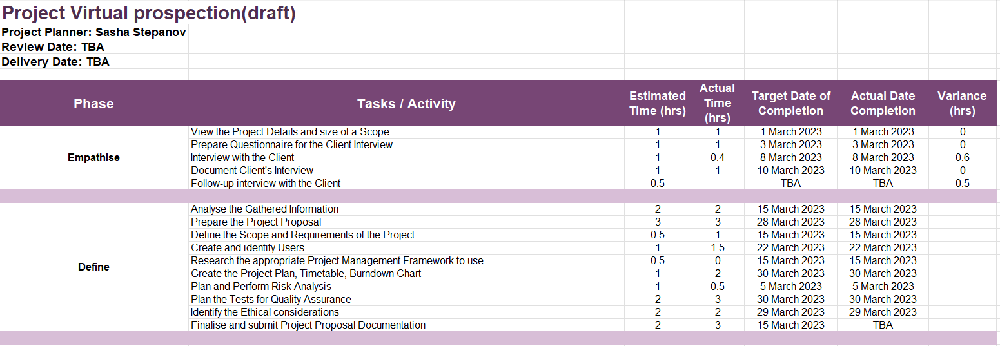 Project Virtual prospection(draft)
Project Planner: Sasha Stepanov
Review Date: TBA
Delivery Date: TBA
Phase Tasks / Activity Estimated Time (hrs) Actual Time (hrs) Target Date of Completion Actual Date Completion Variance (hrs)
View the Project Details and size of a Scope 1 1 1 March 2023 1 March 2023 0
Prepare Questionnaire for the Client Interview 1 1 3 March 2023 3 March 2023 0
Empathise Interview with the Client 1 0.4 8 March 2023 8 March 2023 0.6
Document Client's Interview 1 1 10 March 2023 10 March 2023 0
Follow-up interview with the Client 0.5 TBA TBA 0.5
Analyse the Gathered Information 2 2 15 March 2023 15 March 2023
Prepare the Project Proposal 3 3 28 March 2023 28 March 2023
Define the Scope and Requirements of the Project 0.5 1 15 March 2023 15 March 2023
Create and identify Users 1 1.5 22 March 2023 22 March 2023
Research the appropriate Project Management Framework to use 0.5 0 15 March 2023 15 March 2023
Define
Create the Project Plan, Timetable, Burndown Chart 1 2 30 March 2023 30 March 2023
Plan and Perform Risk Analysis 1 0.5 5 March 2023 5 March 2023
Plan the Tests for Quality Assurance 2 3 30 March 2023 30 March 2023
Identify the Ethical considerations 2 2 29 March 2023 29 March 2023
Finalise and submit Project Proposal Documentation 2 3 15 March 2023 TBA